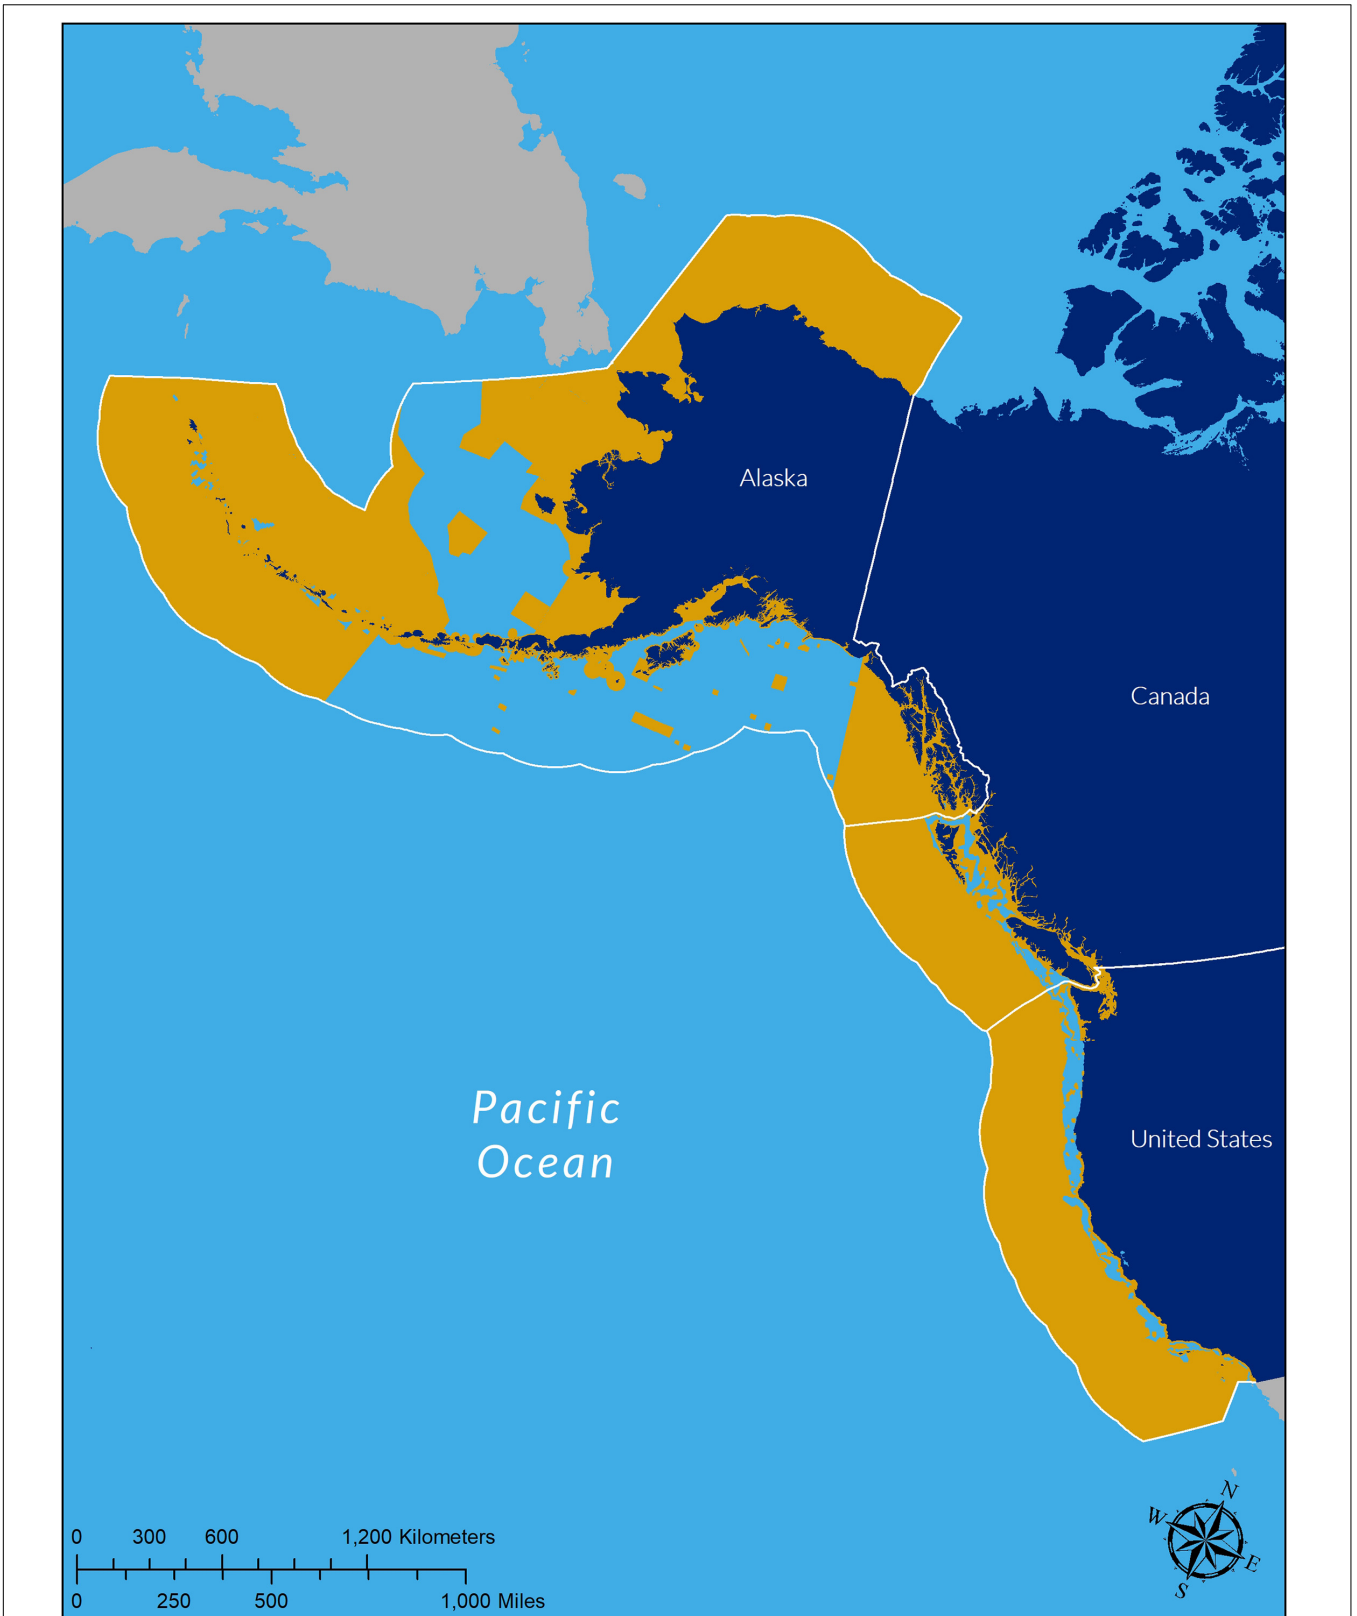 Alaska
Canada
Pacific
Ocean
United States
N
W
E
S
0 300 600 1,200 Kilometers
0 250 500 1,000 Miles